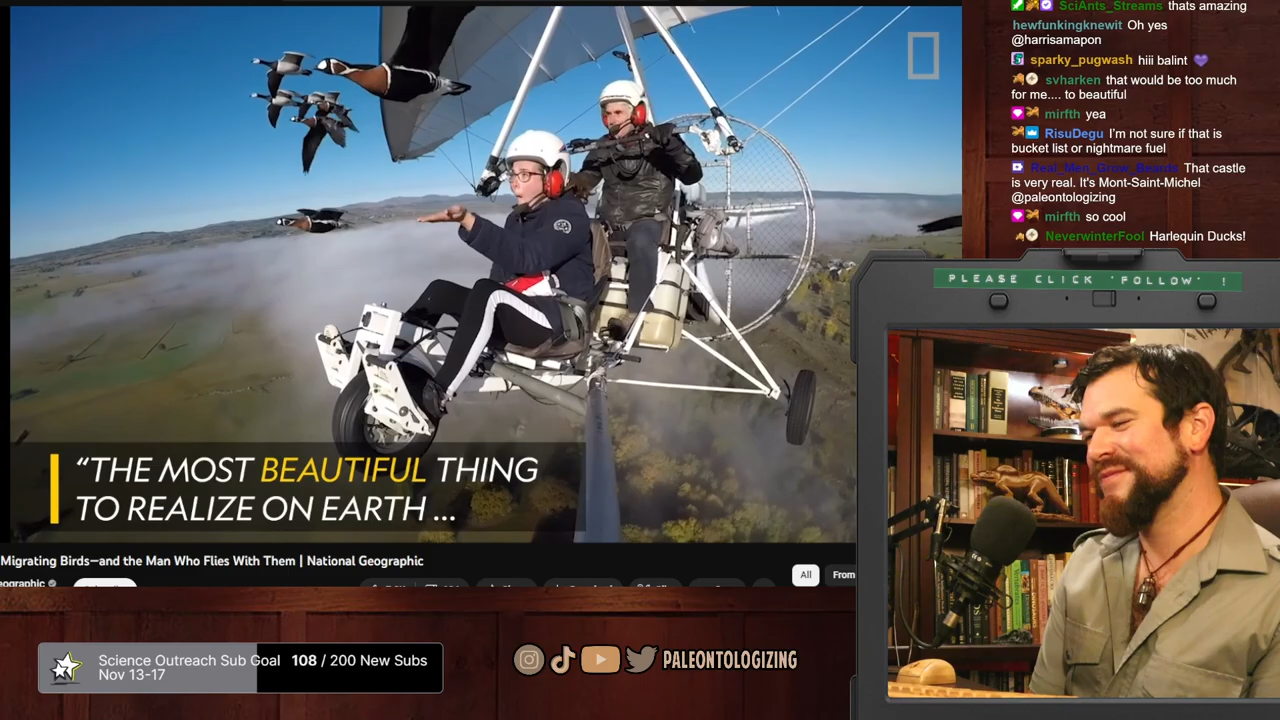 SciAnts_Streams thats amazing
hewfunkingknewit Oh yes
@harrisamapon
sparky_pugwash hiii balint
svharken that would be too much
for me.... to beautiful
mirfth yea
RisuDegu I'm not sure if that is
bucket list or nightmare fuel
Real_Men_Grow_Beards That castle
is very real. It's Mont-Saint-Michel
@paleontologizing
mirfth so cool
NeverwinterFool Harlequin Ducks!
PLEASE CLICK 'FOLLOW' !
“THE MOST BEAUTIFUL THING
TO REALIZE ON EARTH ...
Migrating Birds—and the Man Who Flies With Them | National Geographic
eographic
All From
Science Outreach Sub Goal 108 / 200 New Subs
Nov 13-17
PALEONTOLOGIZING